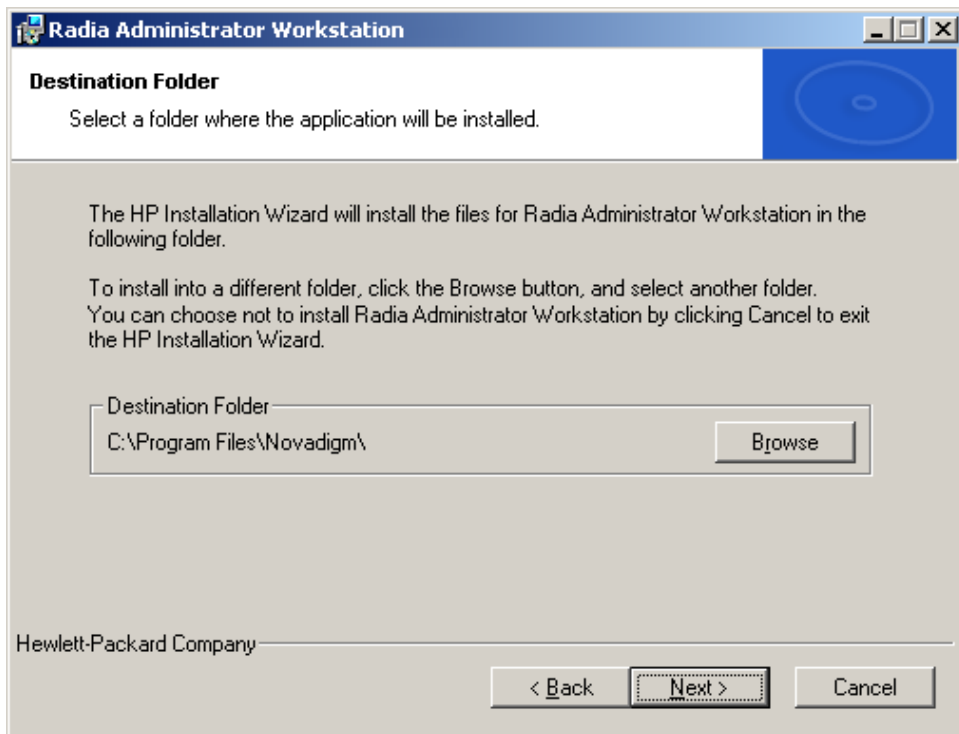 Radia Administrator Workstation
Destination Folder
Select a folder where the application will be installed.
The HP Installation Wizard will install the files for Radia Administrator Workstation in the
following folder.
To install into a different folder, click the Browse button, and select another folder.
You can choose not to install Radia Administrator Workstation by clicking Cancel to exit
the HP Installation Wizard.
Destination Folder
C:\Program Files\Novadigm\
Browse
Hewlett-Packard Company
< Back
Next >
Cancel